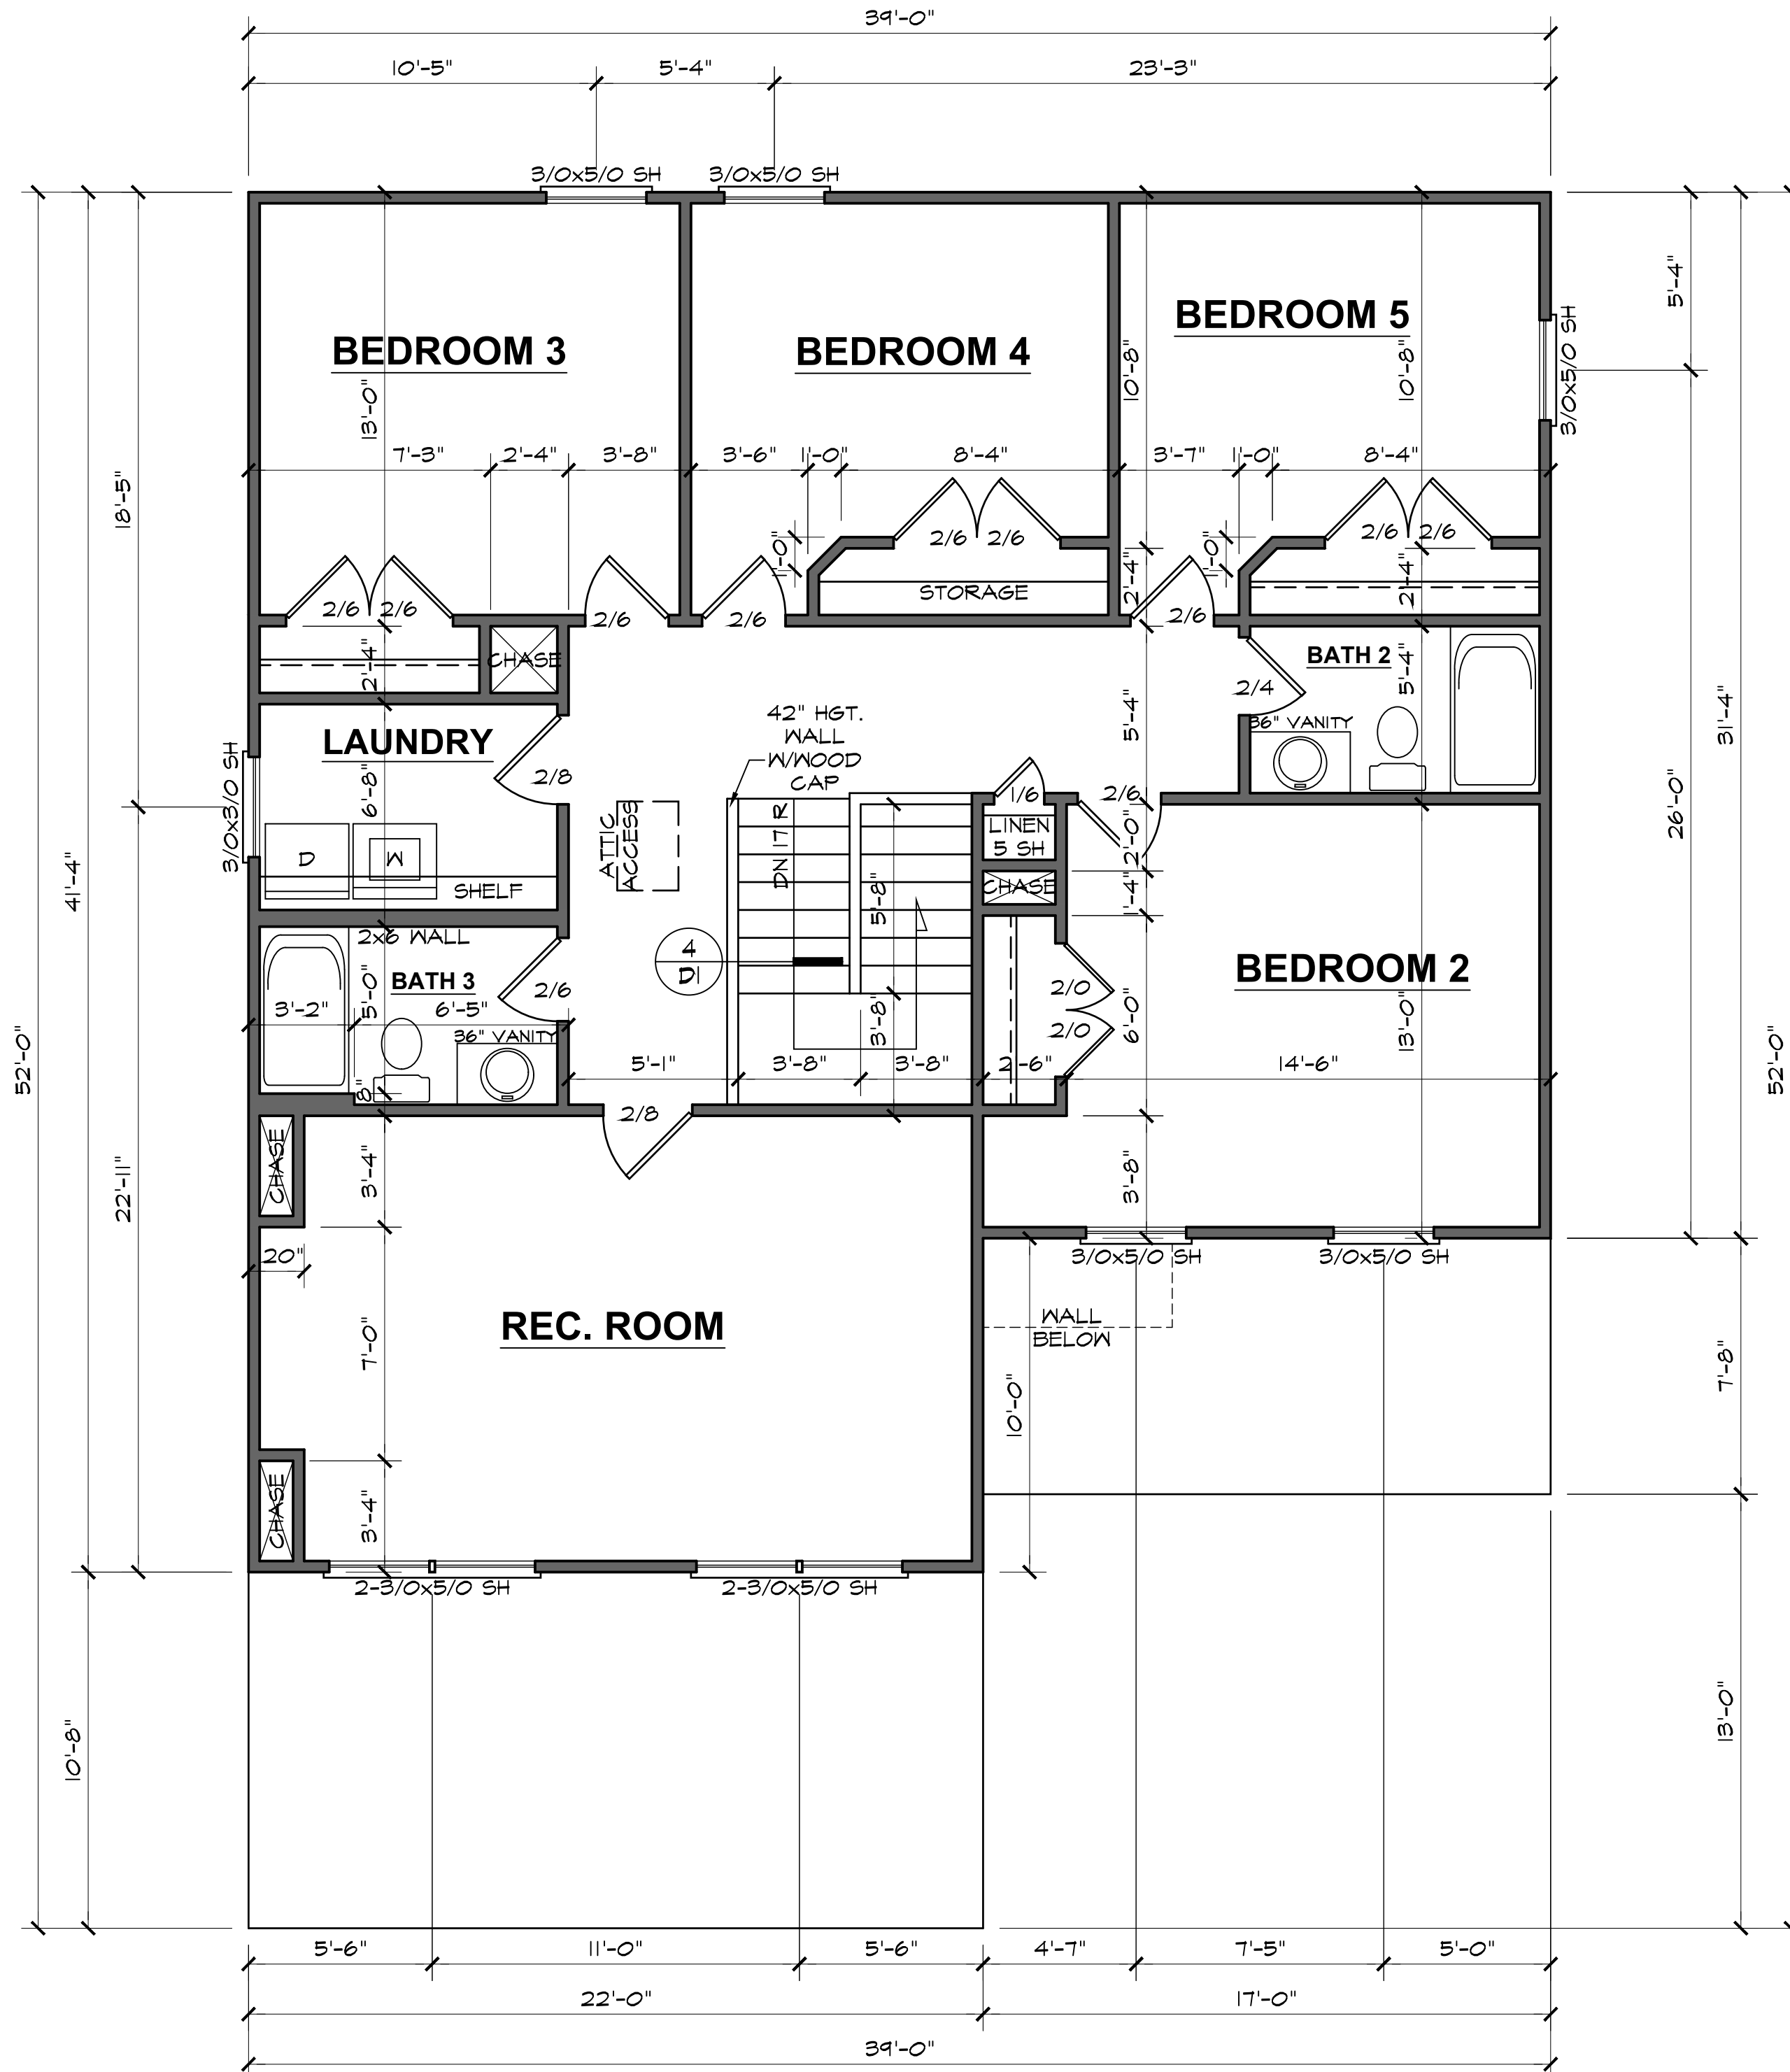 39'-0"
10'-5" 5'-4" 23'-3"
3/0x5/0 SH 3/0x5/0 SH
BEDROOM 3
BEDROOM 4
BEDROOM 5
5'-4"
3/0x5/0 SH
13'-0"
10'-8"
10'-8"
7'-3" 2'-4" 3'-8" 3'-6" 1'-0" 8'-4" 3'-7" 1'-0" 8'-4"
18'-5"
1'-0"
1'-0"
2/6 2/6
2/6 2/6
2/6 2/6
STORAGE
2'-4"
2'-4"
2/6
2/6
2/6
CHASE
2'-4"
BATH 2
5'-4"
2/4
36" VANITY
5'-4"
31'-4"
26'-0"
LAUNDRY
2/8
6'-8"
3/0x3/0 SH
D
W
SHELF
42" HGT.
WALL
W/WOOD
CAP
ATTIC
ACCESS
DN 17 R
1/6
2/6
LINEN
5 SH
2'-0"
CHASE
1'-4"
5'-8"
41'-4"
2x6 WALL
BATH 3
5'-0"
2/6
3'-2" 6'-5"
36" VANITY
8"
4
D1
3'-8"
2/0
2/0
6'-0"
BEDROOM 2
13'-0"
5'-1" 3'-8" 3'-8" 2'-6" 14'-6"
52'-0"
52'-0"
2/8
CHASE
3'-4"
22'-11"
3'-8"
20"
3/0x5/0 SH 3/0x5/0 SH
REC. ROOM
WALL
BELOW
7'-0"
10'-0"
7'-8"
CHASE
3'-4"
2-3/0x5/0 SH 2-3/0x5/0 SH
10'-8"
13'-0"
5'-6" 11'-0" 5'-6" 4'-7" 7'-5" 5'-0"
22'-0" 17'-0"
39'-0"